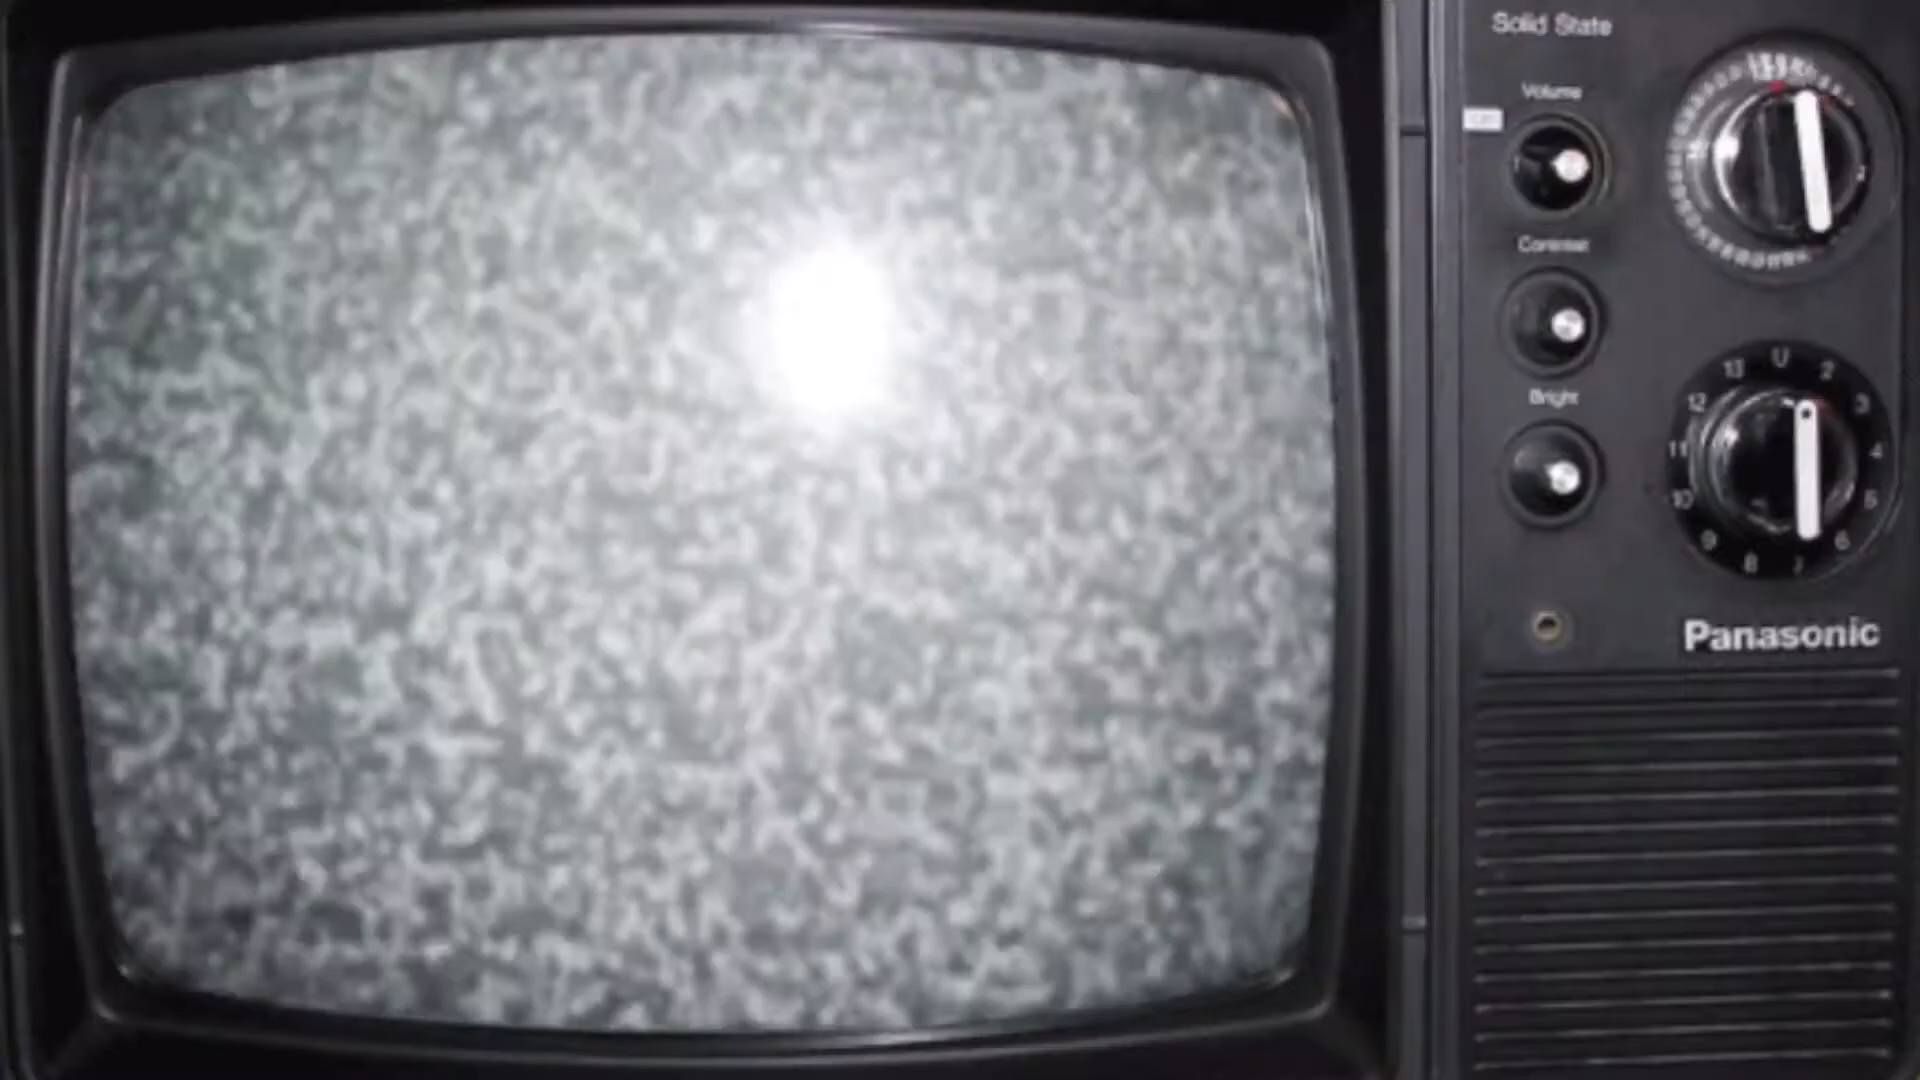 Solid State
Volume
Contrast
Bright
U
13 2
12 3
11 4
10 5
9 6
8 7
Panasonic